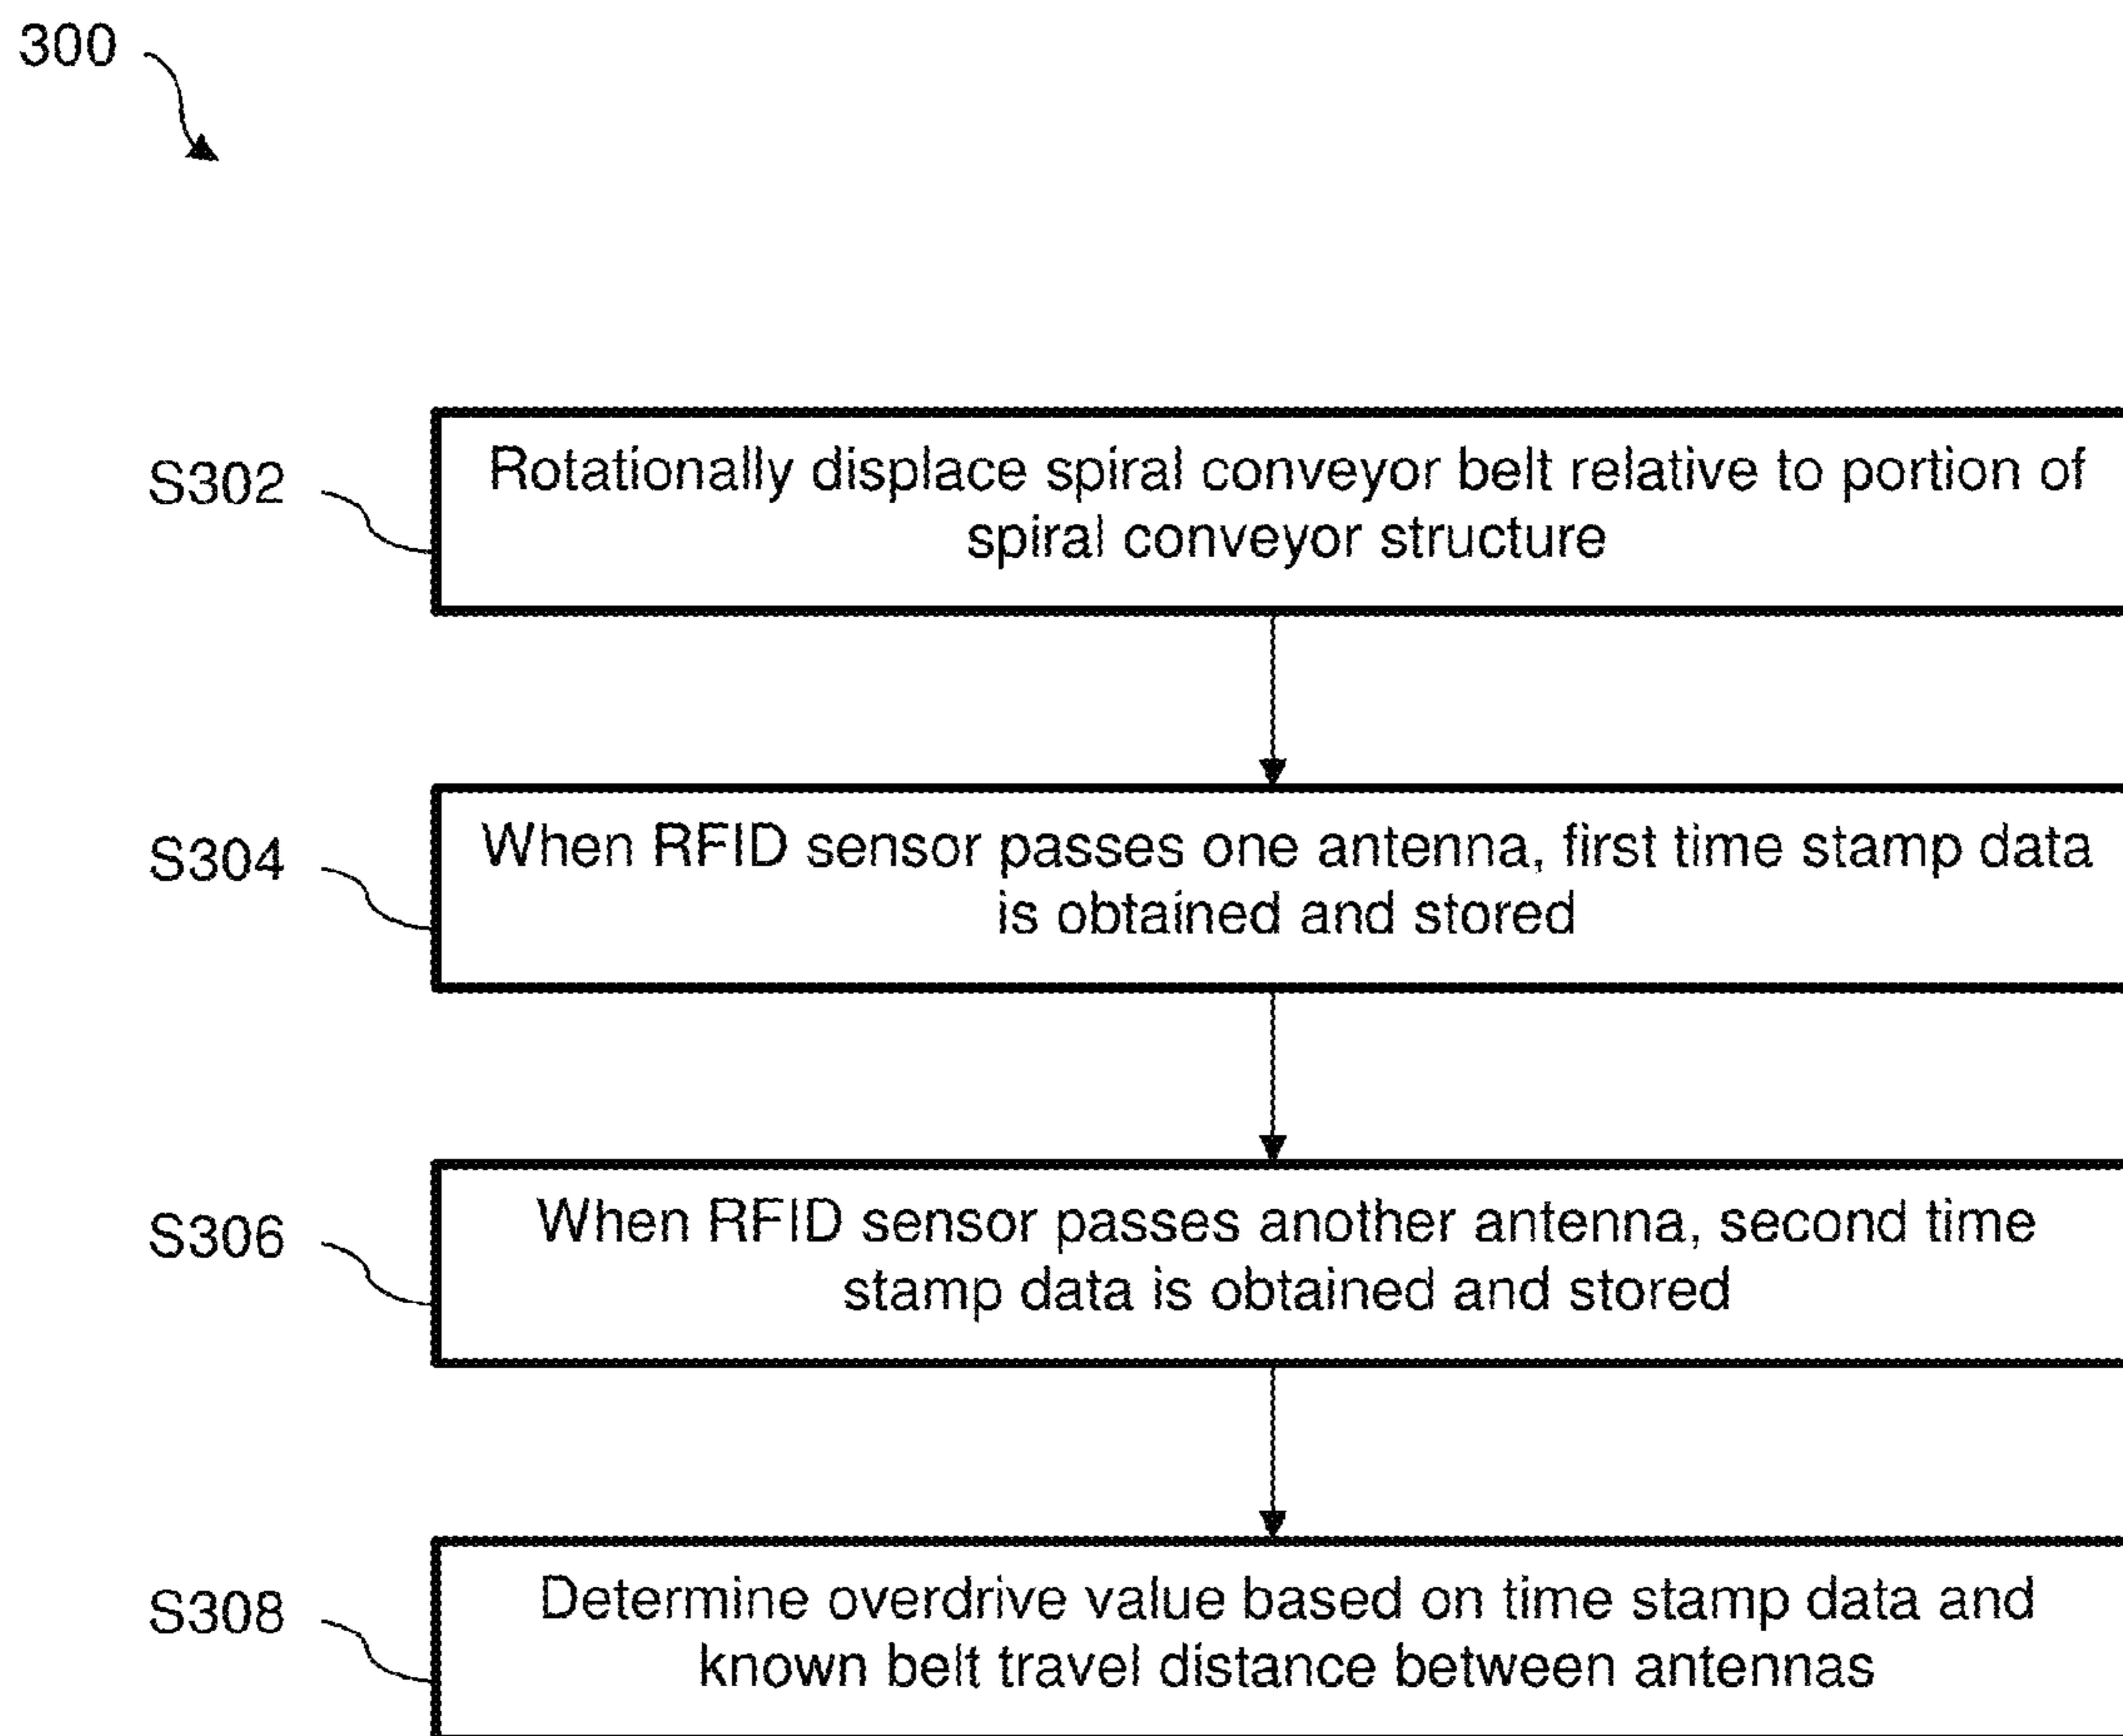 300
S302
Rotationally displace spiral conveyor belt relative to portion of
spiral conveyor structure
S304
When RFID sensor passes one antenna, first time stamp data
is obtained and stored
S306
When RFID sensor passes another antenna, second time
stamp data is obtained and stored
S308
Determine overdrive value based on time stamp data and
known belt travel distance between antennas